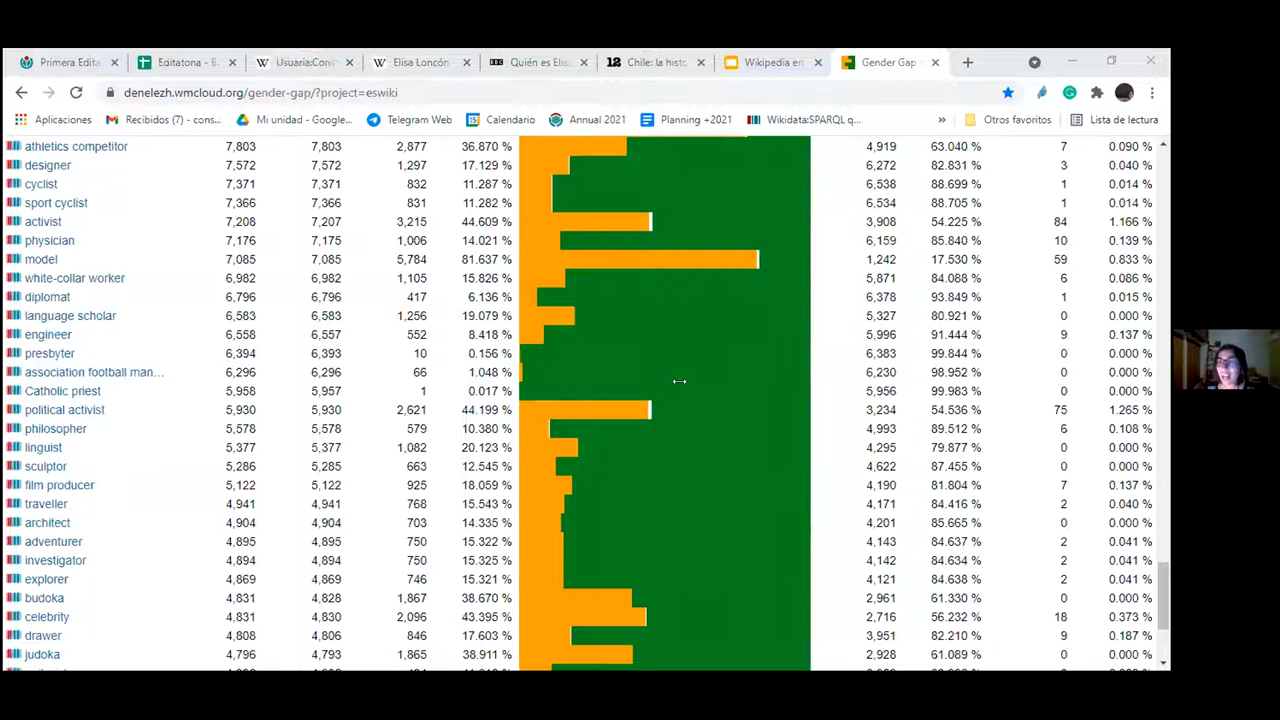 Primera Edita
Editatona - B
Usuaria:Cons
Elisa Loncón
BBC Quién es Elis
12 Chile: la histo
Wikipedia en
Gender Gap
denelezh.wmcloud.org/gender-gap/?project=eswiki
Aplicaciones Recibidos (7) - cons... Mi unidad - Google... Telegram Web Calendario Annual 2021 Planning +2021 Wikidata:SPARQL q... » Otros favoritos Lista de lectura
athletics competitor 7,803 7,803 2,877 36.870 % 4,919 63.040 % 7 0.090 %
designer 7,572 7,572 1,297 17.129 % 6,272 82.831 % 3 0.040 %
cyclist 7,371 7,371 832 11.287 % 6,538 88.699 % 1 0.014 %
sport cyclist 7,366 7,366 831 11.282 % 6,534 88.705 % 1 0.014 %
activist 7,208 7,207 3,215 44.609 % 3,908 54.225 % 84 1.166 %
physician 7,176 7,175 1,006 14.021 % 6,159 85.840 % 10 0.139 %
model 7,085 7,085 5,784 81.637 % 1,242 17.530 % 59 0.833 %
white-collar worker 6,982 6,982 1,105 15.826 % 5,871 84.088 % 6 0.086 %
diplomat 6,796 6,796 417 6.136 % 6,378 93.849 % 1 0.015 %
language scholar 6,583 6,583 1,256 19.079 % 5,327 80.921 % 0 0.000 %
engineer 6,558 6,557 552 8.418 % 5,996 91.444 % 9 0.137 %
presbyter 6,394 6,393 10 0.156 % 6,383 99.844 % 0 0.000 %
association football man... 6,296 6,296 66 1.048 % 6,230 98.952 % 0 0.000 %
Catholic priest 5,958 5,957 1 0.017 % 5,956 99.983 % 0 0.000 %
political activist 5,930 5,930 2,621 44.199 % 3,234 54.536 % 75 1.265 %
philosopher 5,578 5,578 579 10.380 % 4,993 89.512 % 6 0.108 %
linguist 5,377 5,377 1,082 20.123 % 4,295 79.877 % 0 0.000 %
sculptor 5,286 5,285 663 12.545 % 4,622 87.455 % 0 0.000 %
film producer 5,122 5,122 925 18.059 % 4,190 81.804 % 7 0.137 %
traveller 4,941 4,941 768 15.543 % 4,171 84.416 % 2 0.040 %
architect 4,904 4,904 703 14.335 % 4,201 85.665 % 0 0.000 %
adventurer 4,895 4,895 750 15.322 % 4,143 84.637 % 2 0.041 %
investigator 4,894 4,894 750 15.325 % 4,142 84.634 % 2 0.041 %
explorer 4,869 4,869 746 15.321 % 4,121 84.638 % 2 0.041 %
budoka 4,831 4,828 1,867 38.670 % 2,961 61.330 % 0 0.000 %
celebrity 4,831 4,830 2,096 43.395 % 2,716 56.232 % 18 0.373 %
drawer 4,808 4,806 846 17.603 % 3,951 82.210 % 9 0.187 %
judoka 4,796 4,793 1,865 38.911 % 2,928 61.089 % 0 0.000 %